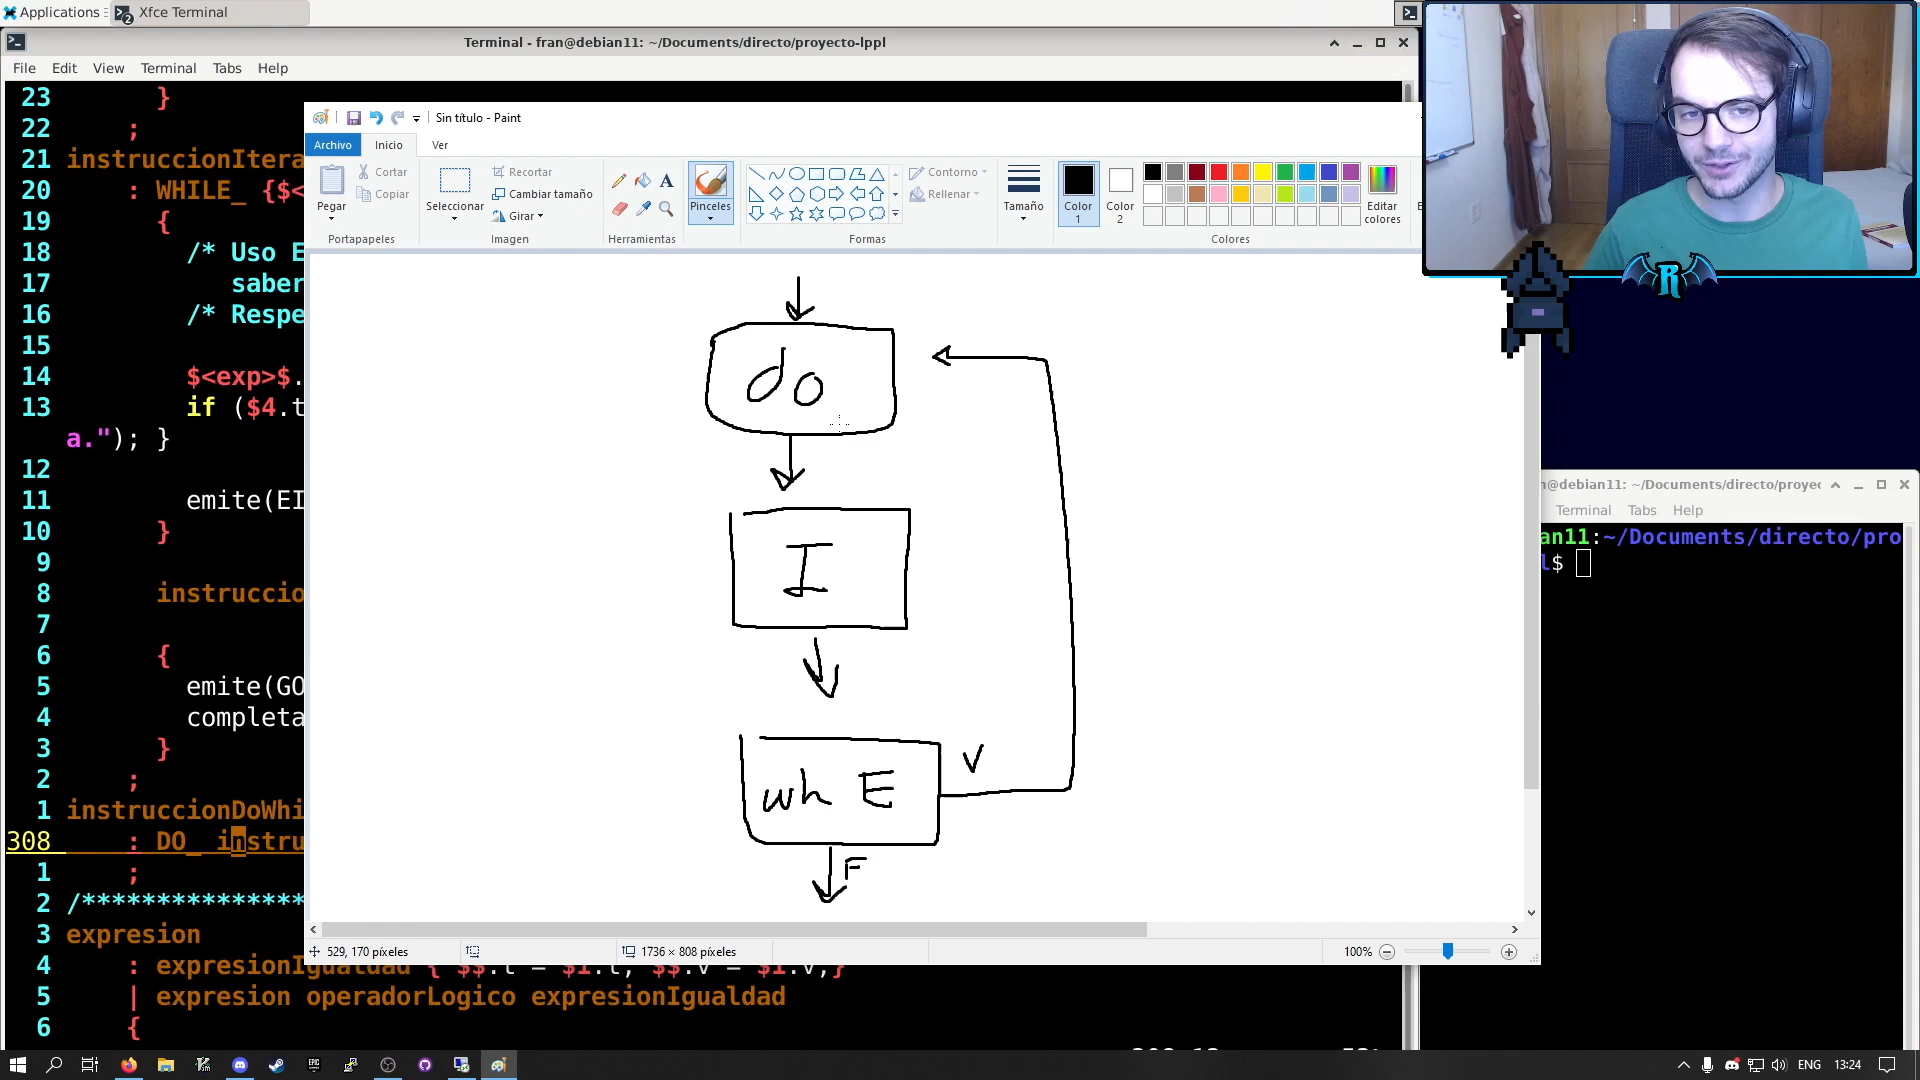 Applications
2
Xfce Terminal
Terminal - fran@debian11: ~/Documents/directo/proyecto-lppl
File Edit View Terminal Tabs Help
23 }
22 ;
21 instruccionItera
20 : WHILE_ {$<
19 {
18 /* Uso E
17 saber
16 /* Respe
15
14 $<exp>$.
13 if ($4.t
a."); }
12
11 emite(EI
10 }
9
8 instruccio
7
6 {
5 emite(GO
4 completa
3 }
2 ;
1 instruccionDoWhi
308 : DO_ instru
1 ;
2 /***************
3 expresion
4 : expresionIgualdad { $$.t = $1.t; $$.v = $1.v;}
5 | expresion operadorLogico expresionIgualdad
6 {
Sin título - Paint
Archivo Inicio Ver
Pegar
Cortar
Copiar
Portapapeles
Seleccionar
Recortar
Cambiar tamaño
Girar
Imagen
Herramientas
Pinceles
Contorno
Rellenar
Formas
Tamaño
Color 1
Color 2
Editar colores
Colores
do
I
wh E
V
F
529, 170 píxeles
1736 × 808 píxeles
100%
R
n@debian11: ~/Documents/directo/proyec
Terminal Tabs Help
an11:~/Documents/directo/pro
l$
ENG
13:24